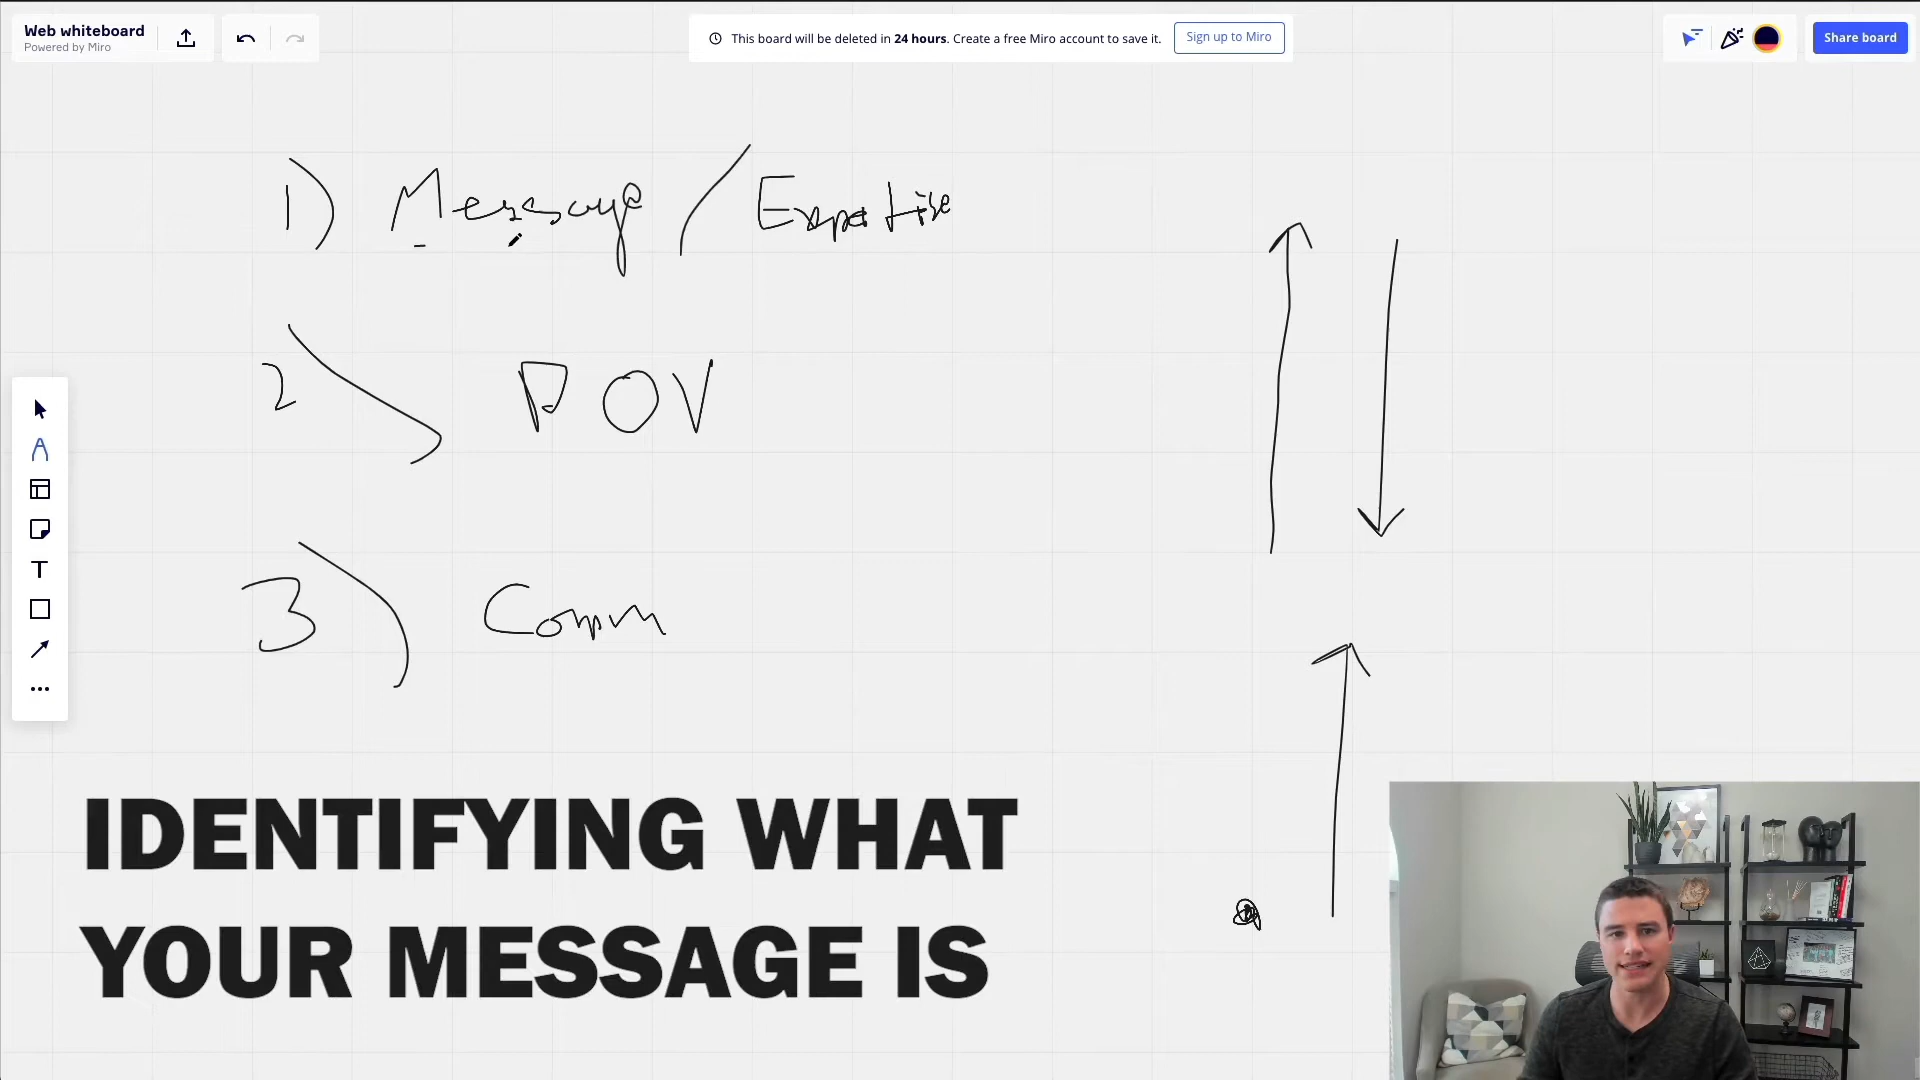 Web whiteboard
Powered by Miro
This board will be deleted in 24 hours. Create a free Miro account to save it.
Sign up to Miro
Share board
1) Message / Expertise
2) POV
3) Comm
T
IDENTIFYING WHAT
YOUR MESSAGE IS